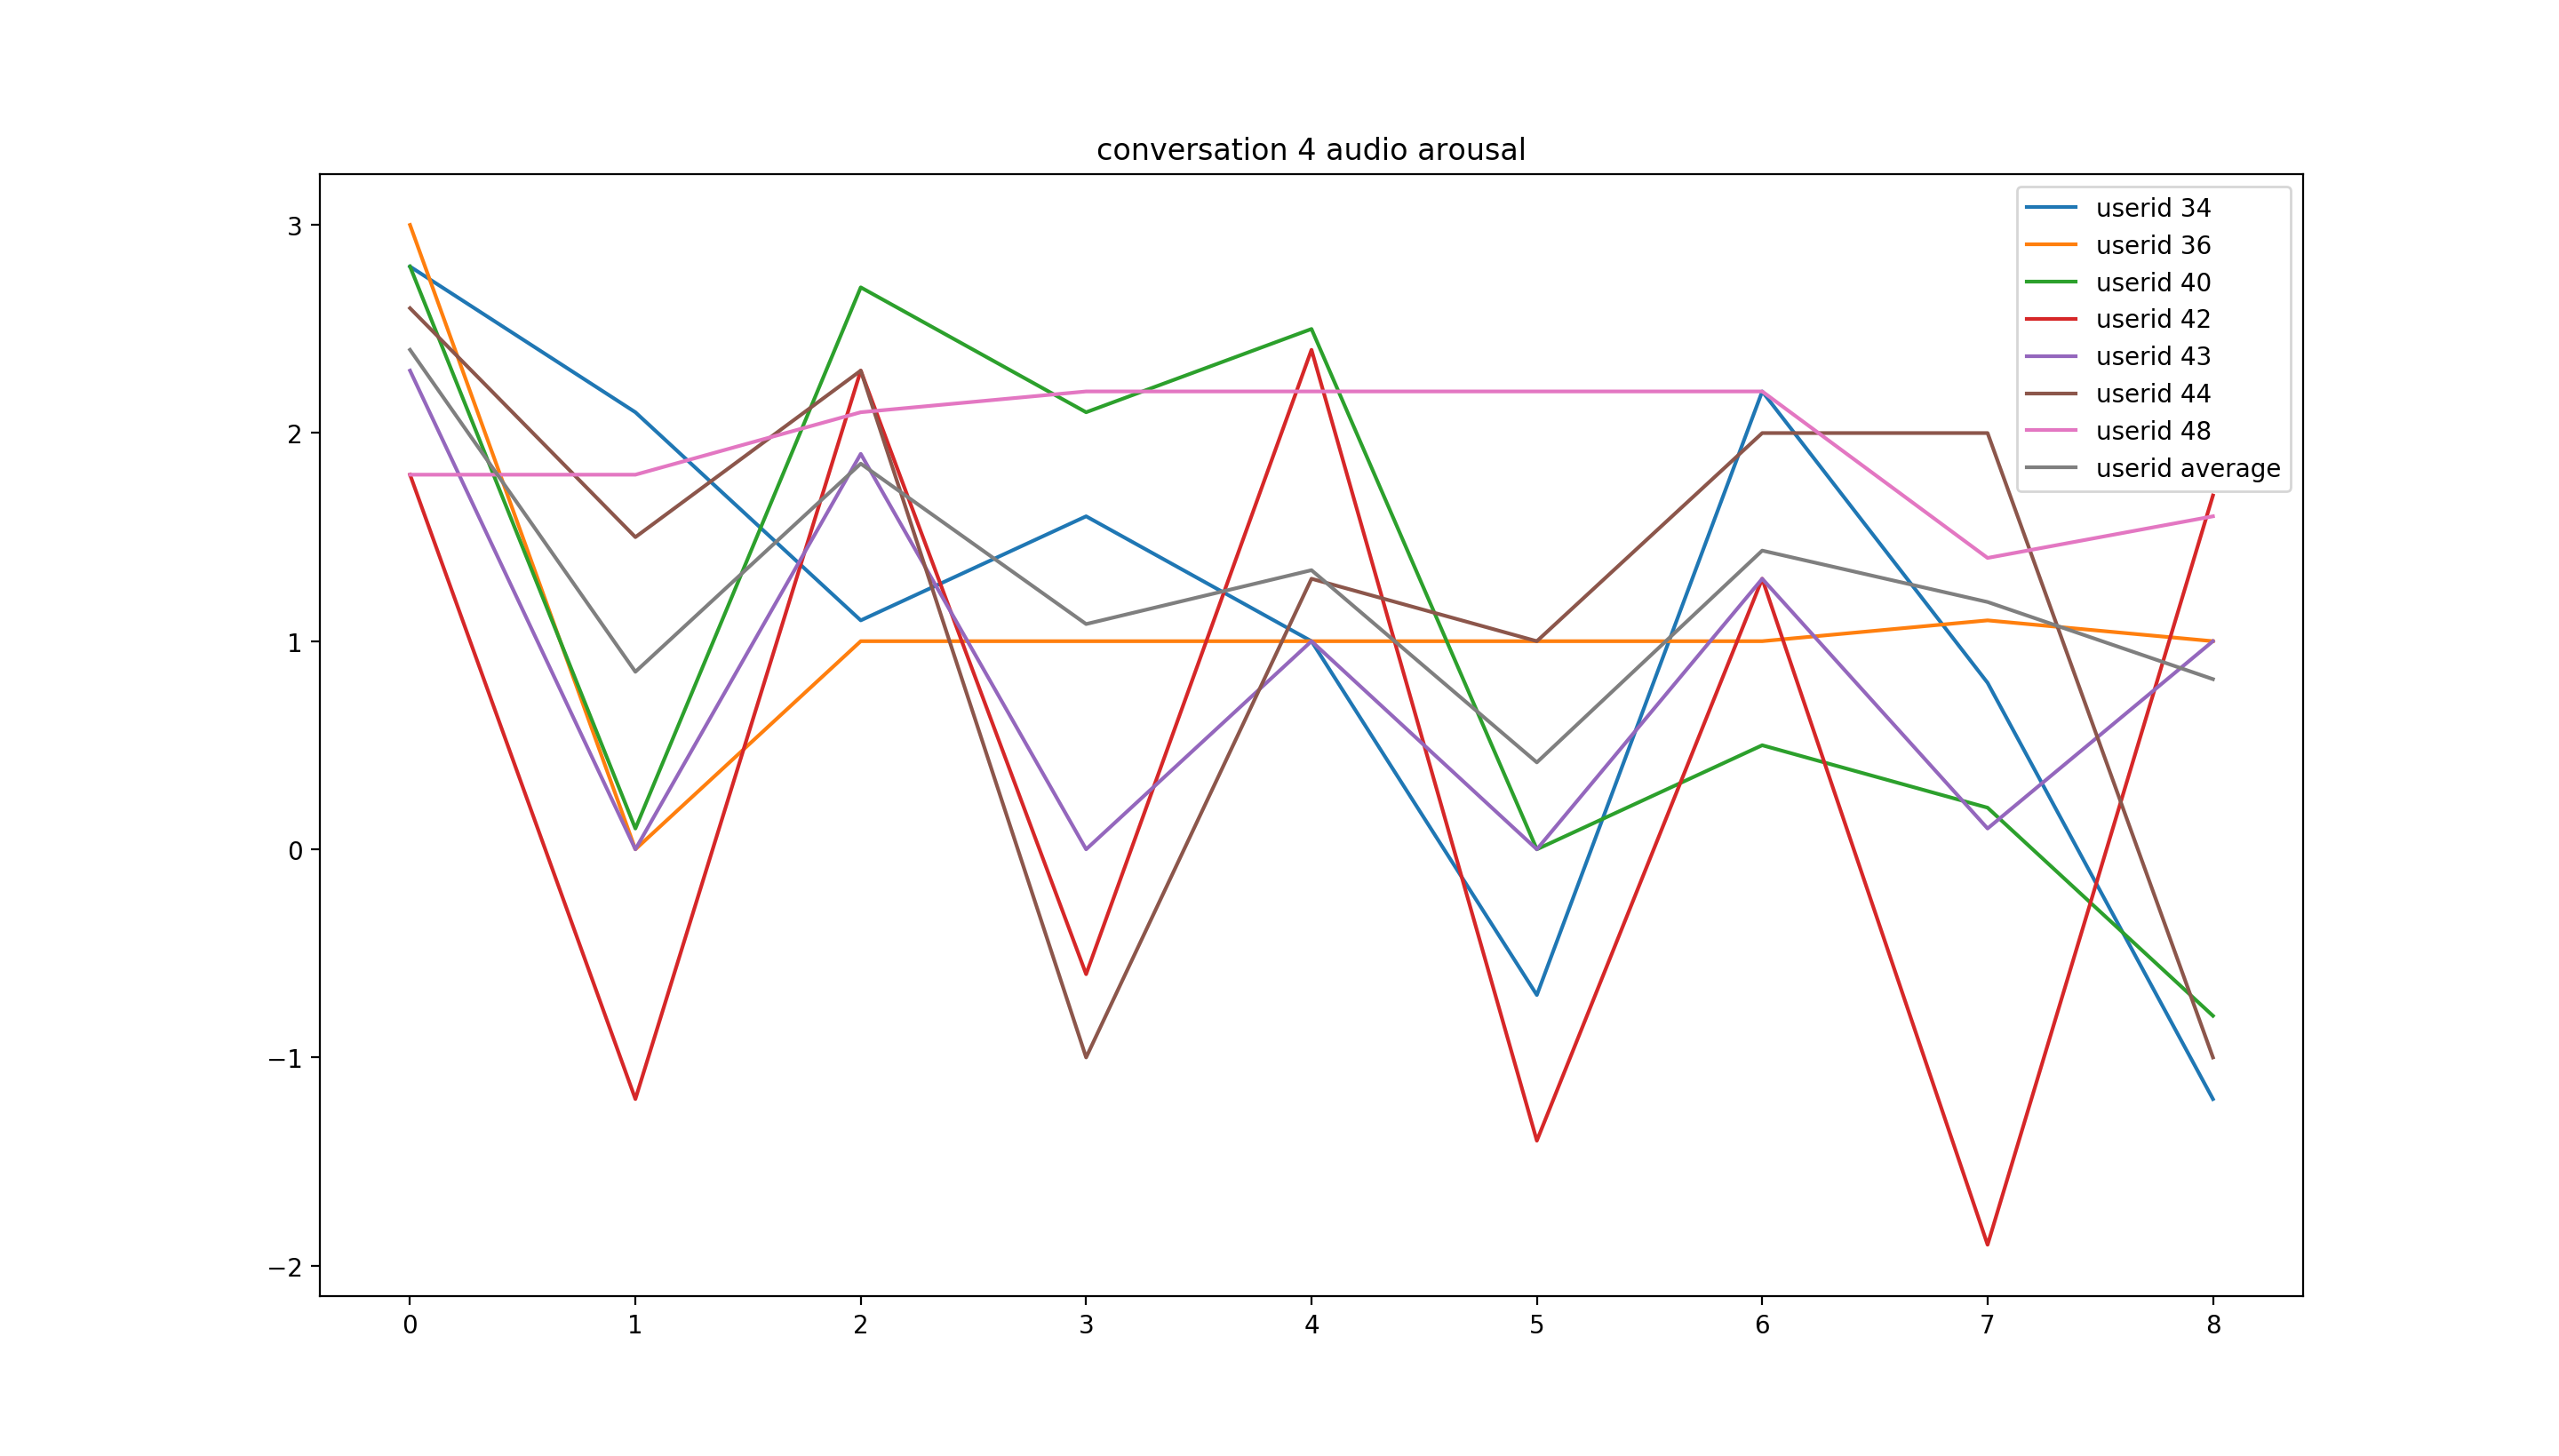 conversation 4 audio arousal
userid 34
userid 36
userid 40
userid 42
userid 43
userid 44
userid 48
userid average
3
2
1
0
−1
−2
0 1 2 3 4 5 6 7 8